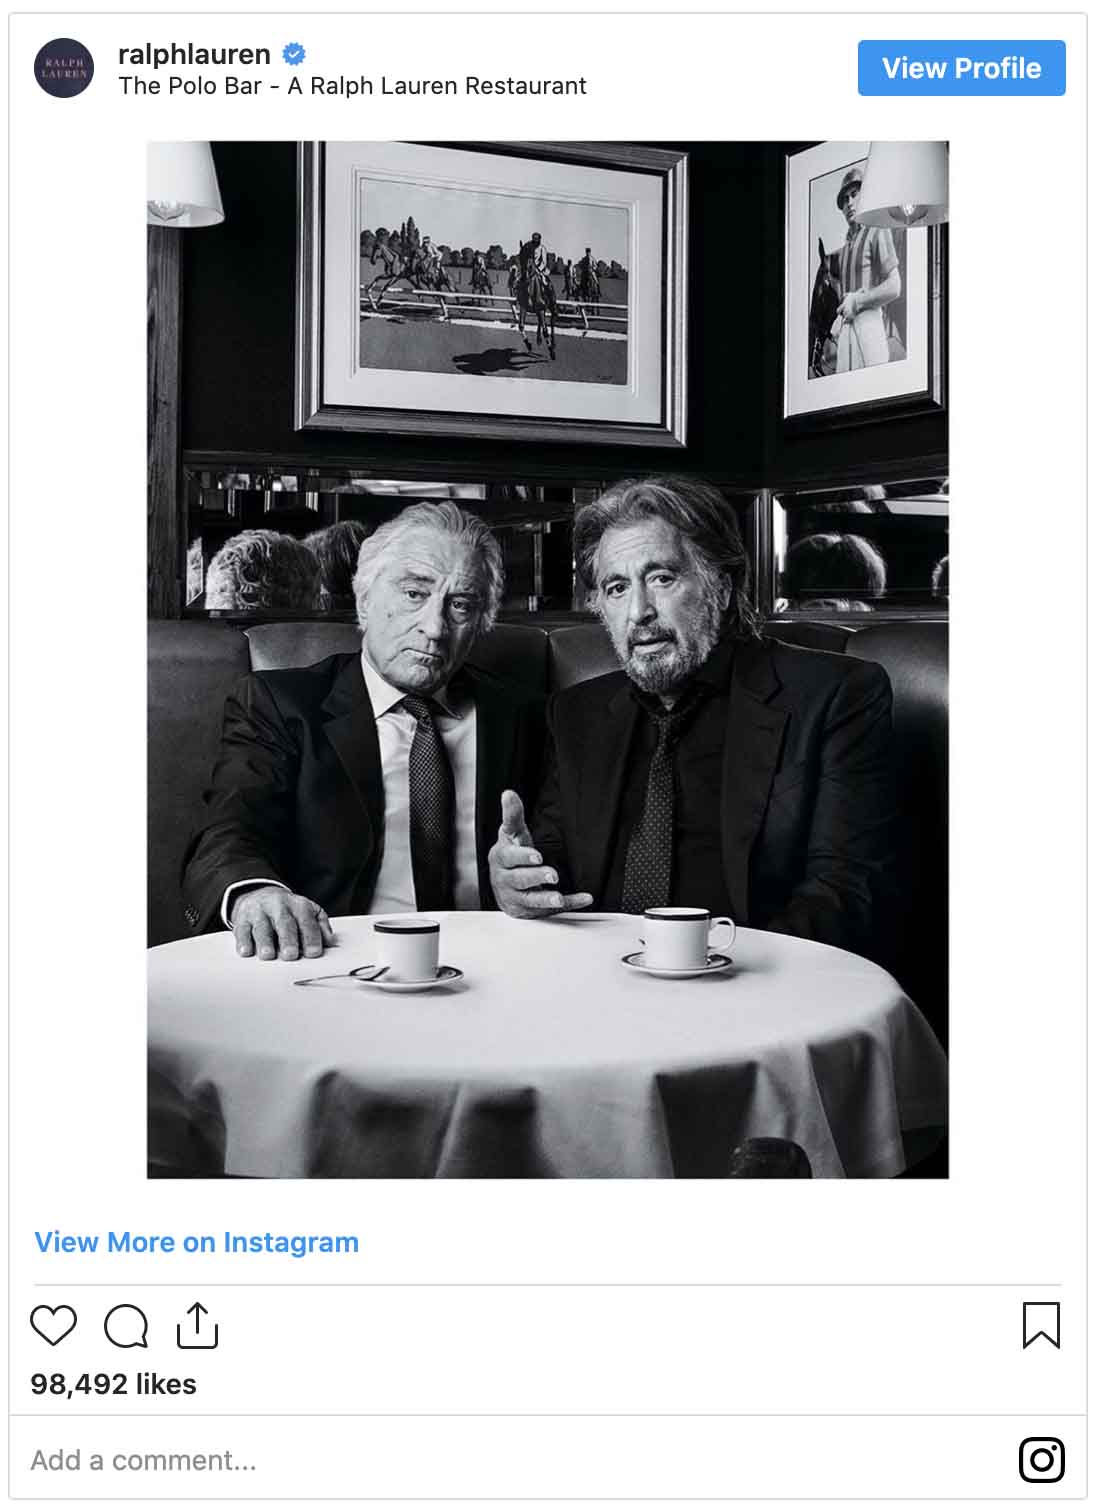 RALPH
LAUREN
ralphlauren
The Polo Bar - A Ralph Lauren Restaurant
View Profile
View More on Instagram
98,492 likes
Add a comment...